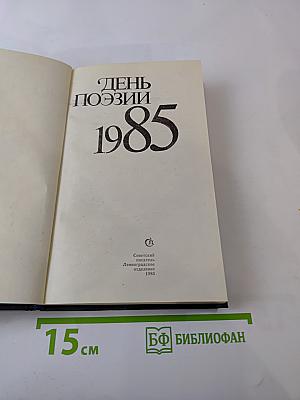 ДЕНЬ
ПОЭЗИИ
1985
Советский
писатель
Ленинградское
отделение
1985
15 см
БФ БИБЛИОФАН